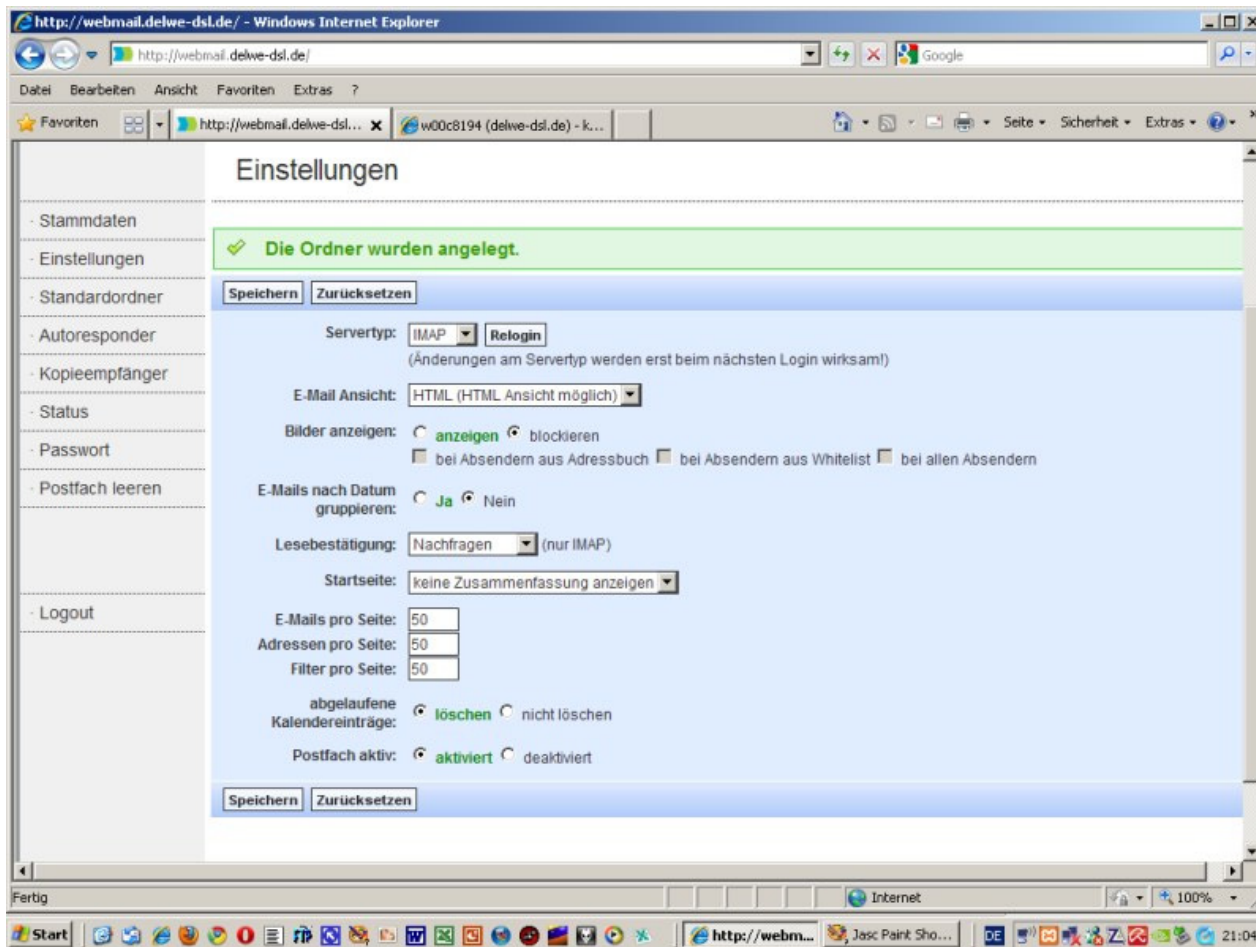 http://webmail.delwe-dsl.de/ - Windows Internet Explorer
http://webmail.delwe-dsl.de/
Google
Datei Bearbeiten Ansicht Favoriten Extras ?
Favoriten
http://webmail.delwe-dsl...
w00c8194 (delwe-dsl.de) - k...
Seite Sicherheit Extras
Einstellungen
Stammdaten
Einstellungen
Standardordner
Autoresponder
Kopieempfänger
Status
Passwort
Postfach leeren
Logout
Die Ordner wurden angelegt.
Speichern Zurücksetzen
Servertyp: IMAP Relogin
(Änderungen am Servertyp werden erst beim nächsten Login wirksam!)
E-Mail Ansicht: HTML (HTML Ansicht möglich)
Bilder anzeigen: anzeigen blockieren
bei Absendern aus Adressbuch bei Absendern aus Whitelist bei allen Absendern
E-Mails nach Datum
gruppieren: Ja Nein
Lesebestätigung: Nachfragen (nur IMAP)
Startseite: keine Zusammenfassung anzeigen
E-Mails pro Seite: 50
Adressen pro Seite: 50
Filter pro Seite: 50
abgelaufene
Kalendereinträge: löschen nicht löschen
Postfach aktiv: aktiviert deaktiviert
Speichern Zurücksetzen
Fertig
Internet
100%
Start
http://webm...
Jasc Paint Sho...
DE